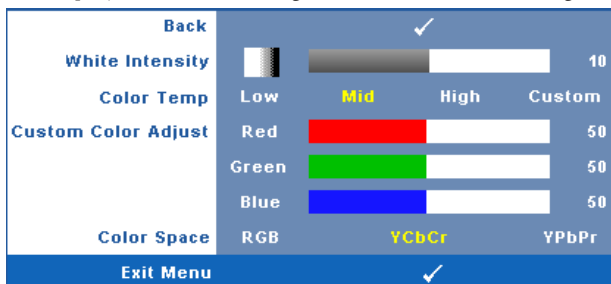 Back
White Intensity 10
Color Temp Low Mid High Custom
Custom Color Adjust Red 50
Green 50
Blue 50
Color Space RGB YCbCr YPbPr
Exit Menu